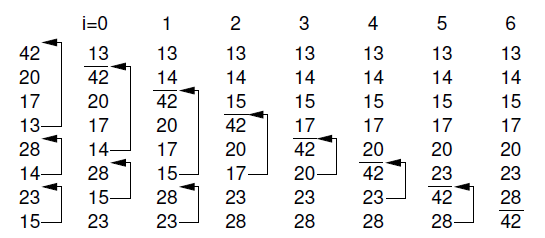 i=0 1 2 3 4 5 6
42 13 13 13 13 13 13 13
20 42 14 14 14 14 14 14
17 20 42 15 15 15 15 15
13 17 20 42 17 17 17 17
28 14 17 20 42 20 20 20
14 28 15 17 20 42 23 23
23 15 28 23 23 23 42 28
15 23 23 28 28 28 28 42